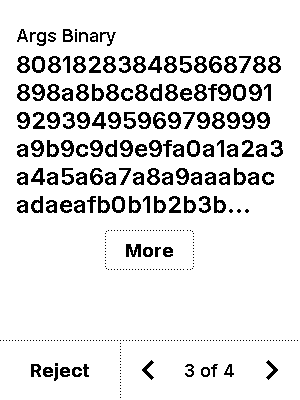 Args Binary
808182838485868788
898a8b8c8d8e8f9091
92939495969798999
a9b9c9d9e9fa0a1a2a3
a4a5a6a7a8a9aaabac
adaeafb0b1b2b3b...
More
Reject
3 of 4